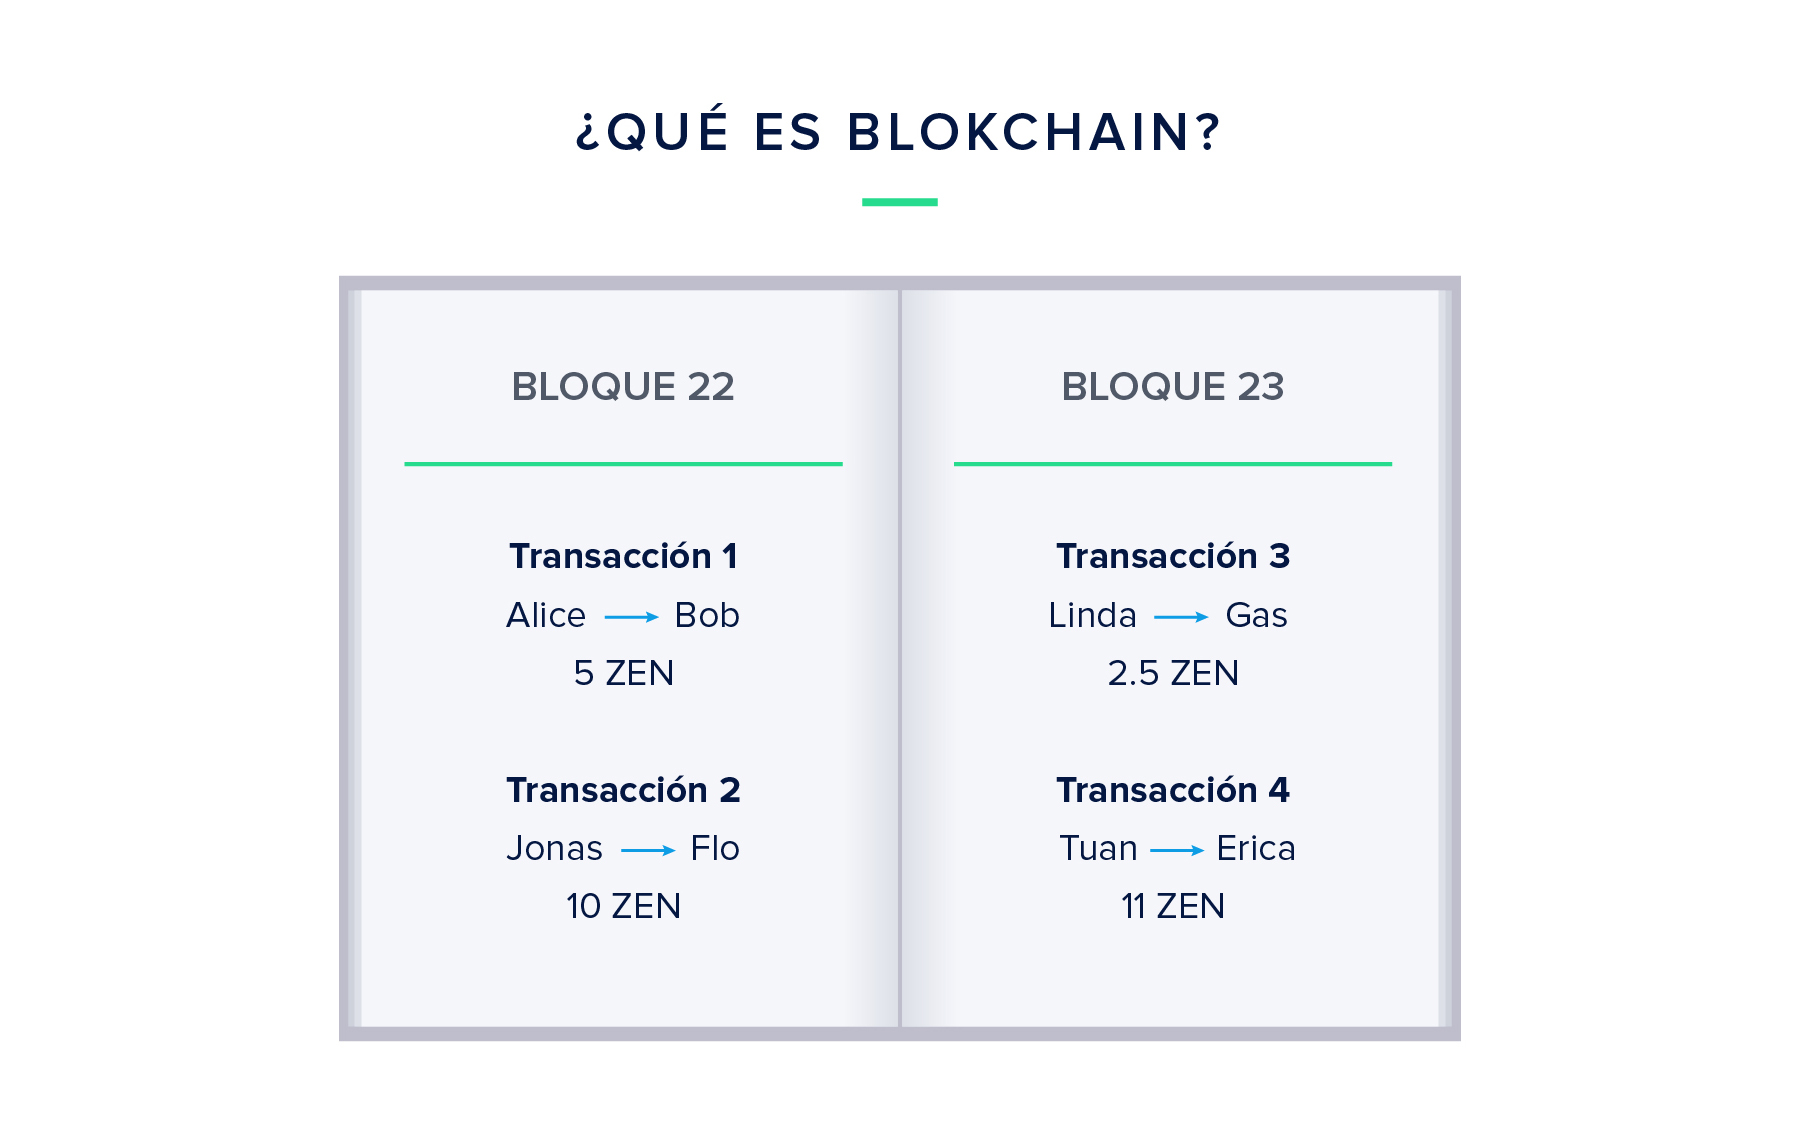 ¿QUÉ ES BLOKCHAIN?
BLOQUE 22
Transacción 1
Alice → Bob
5 ZEN
Transacción 2
Jonas → Flo
10 ZEN
BLOQUE 23
Transacción 3
Linda → Gas
2.5 ZEN
Transacción 4
Tuan → Erica
11 ZEN